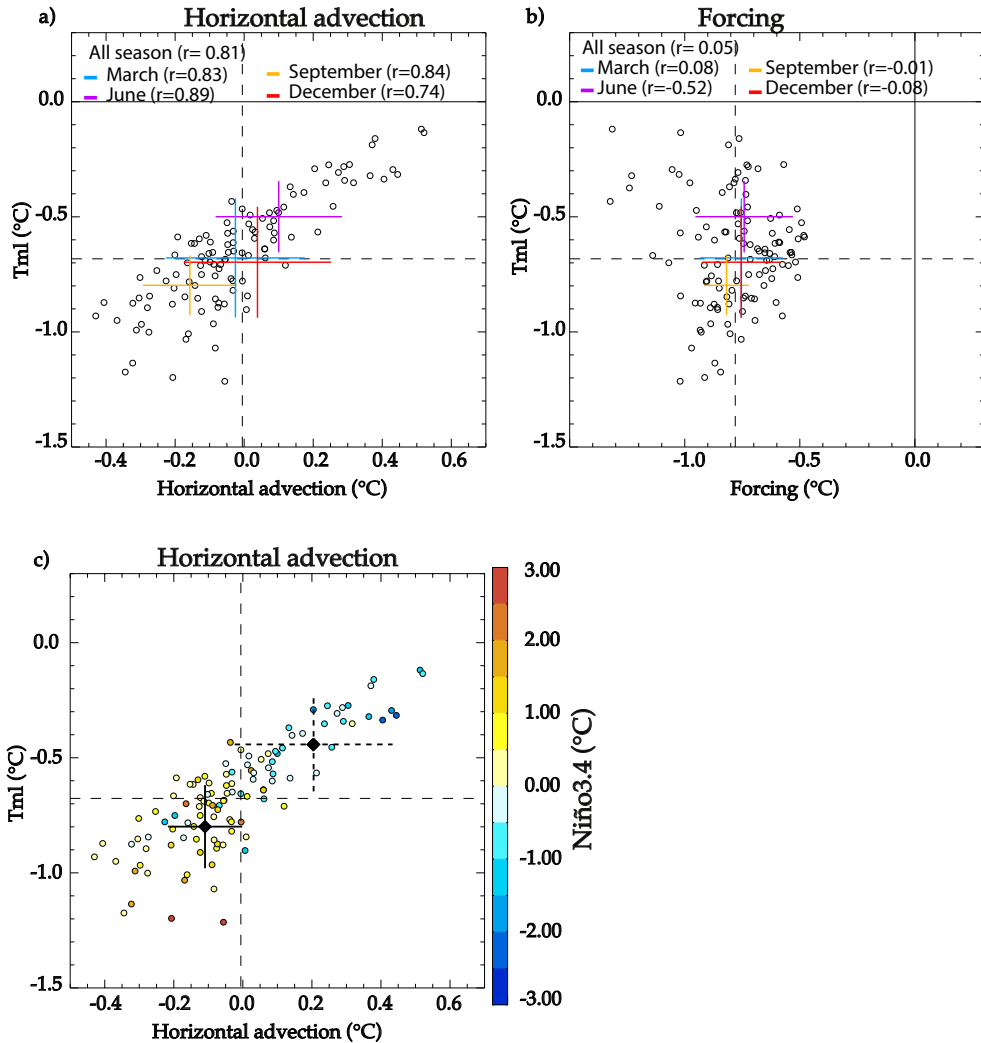 a)
Horizontal advection
All season (r= 0.81)
March (r=0.83)
September (r=0.84)
June (r=0.89)
December (r=0.74)
0.0
-0.5
-1.0
-1.5
Tml (°C)
-0.4
-0.2
0.0
0.2
0.4
0.6
Horizontal advection (°C)
b)
Forcing
All season (r= 0.05)
March (r=0.08)
September (r=-0.01)
June (r=-0.52)
December (r=-0.08)
0.0
-0.5
-1.0
-1.5
Tml (°C)
-1.0
-0.5
0.0
Forcing (°C)
c)
Horizontal advection
0.0
-0.5
-1.0
-1.5
Tml (°C)
-0.4
-0.2
0.0
0.2
0.4
0.6
Horizontal advection (°C)
3.00
2.00
1.00
0.00
-1.00
-2.00
-3.00
Niño3.4 (°C)